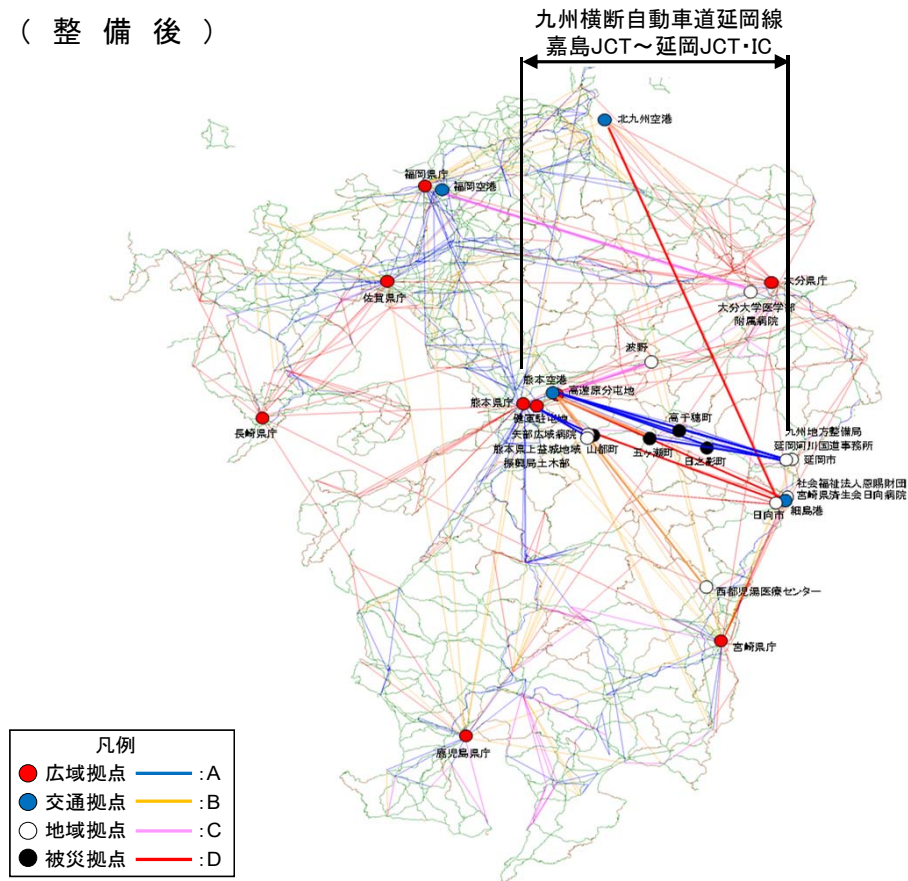 (整備後)
九州横断自動車道延岡線
嘉島JCT～延岡JCT・IC
北九州空港
福岡県庁
福岡空港
佐賀県庁
大分県庁
大分大学医学部
附属病院
波野
熊本空港
高遊原分屯地
熊本県庁
健軍駐屯地
長崎県庁
高千穂町
矢部広域病院
熊本県上益城地域
振興局土木部
山都町
五ヶ瀬町
日之影町
九州地方整備局
延岡河川国道事務所
延岡市
社会福祉法人恩賜財団
宮崎県済生会日向病院
日向市
細島港
西都児湯医療センター
宮崎県庁
鹿児島県庁
凡例
広域拠点 :A
交通拠点 :B
地域拠点 :C
被災拠点 :D